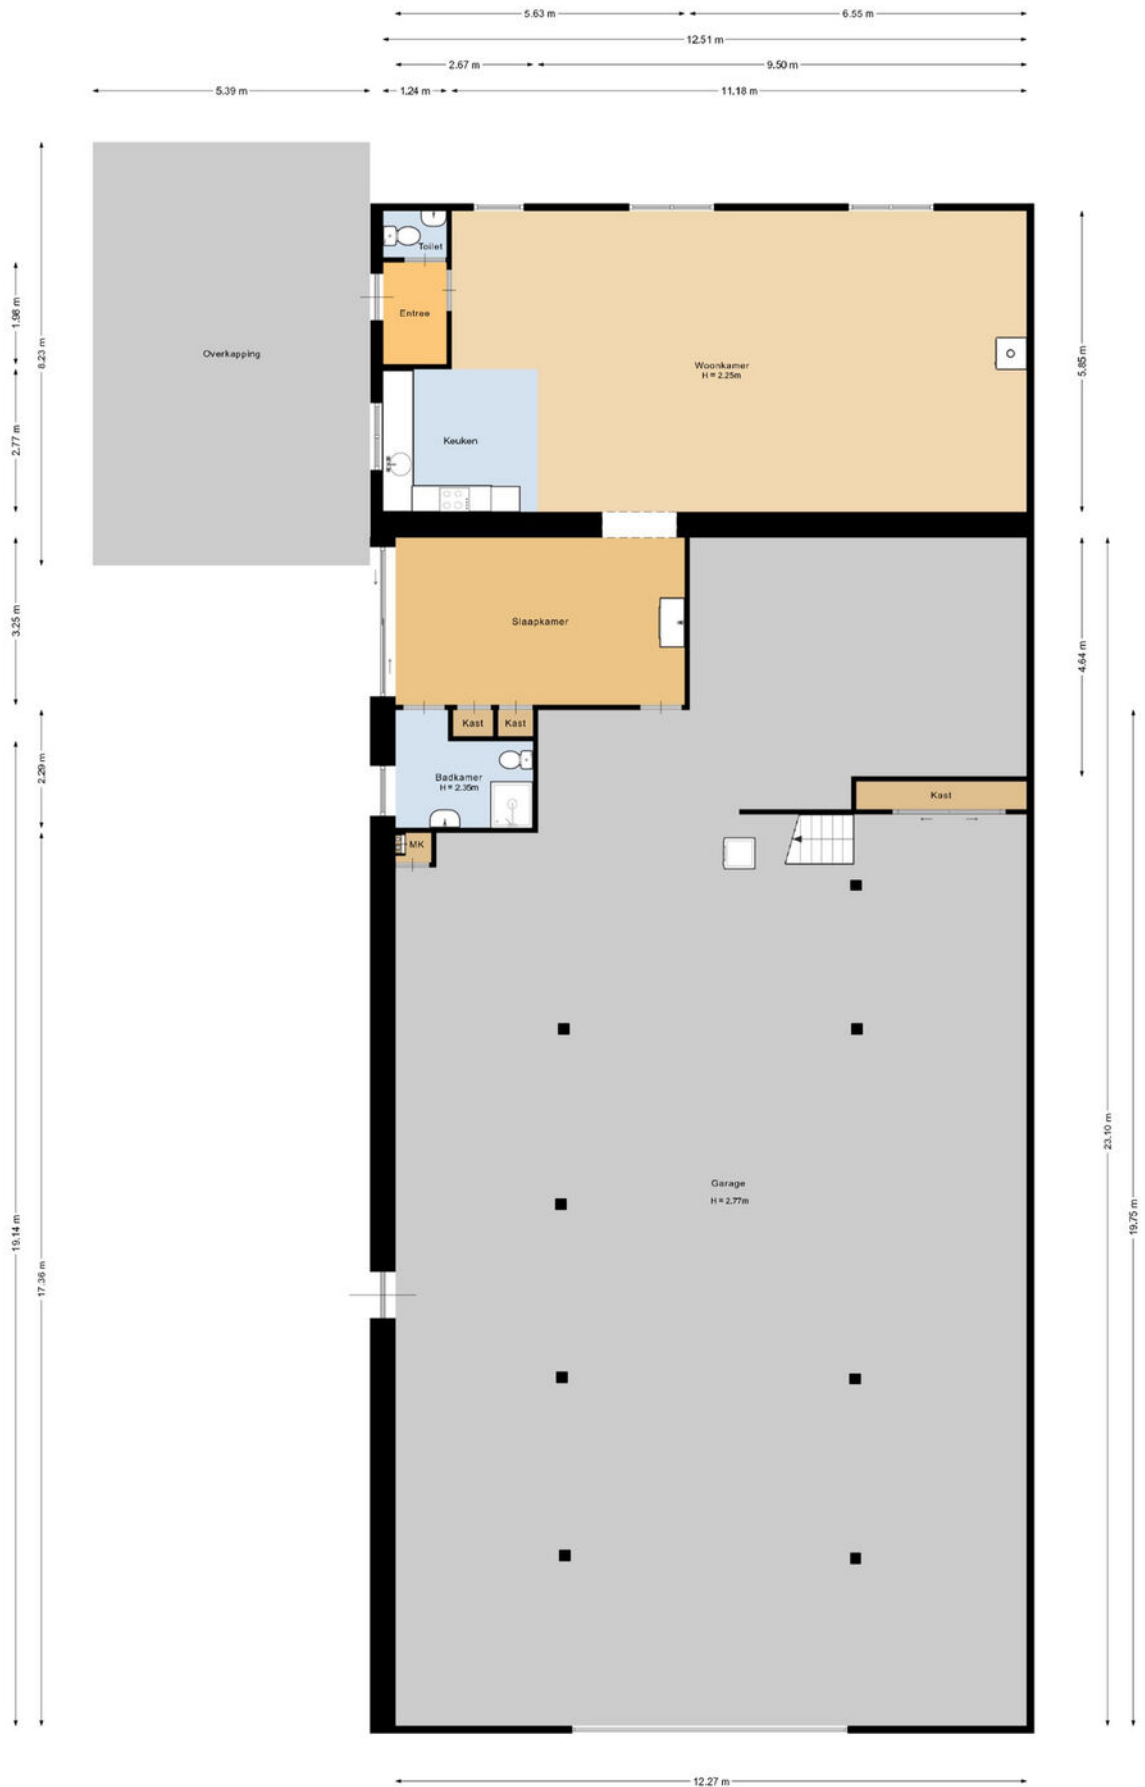 5.63 m
6.55 m
12.51 m
2.67 m
9.50 m
5.39 m
1.24 m
11.18 m
Toilet
Entree
1.98 m
8.23 m
Overkapping
Woonkamer
H = 2.25m
5.85 m
2.77 m
Keuken
3.25 m
Slaapkamer
4.64 m
Kast
Kast
2.29 m
Badkamer
H = 2.35m
Kast
MK
23.10 m
Garage
H = 2.77m
19.14 m
19.75 m
17.36 m
12.27 m